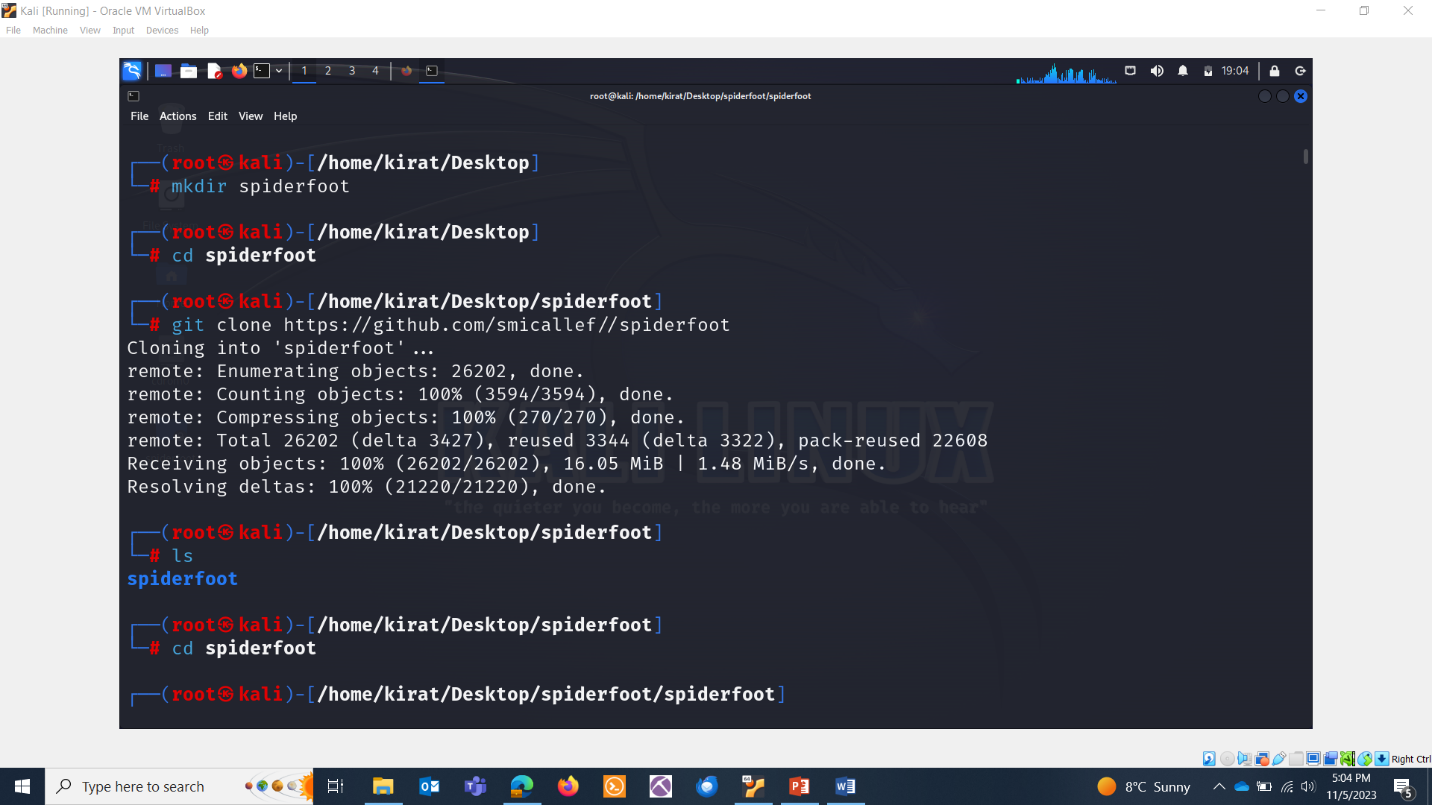 Kali [Running] - Oracle VM VirtualBox
File Machine View Input Devices Help
1 2 3 4 19:04
root@kali: /home/kirat/Desktop/spiderfoot/spiderfoot
File Actions Edit View Help
┌──(root㉿kali)-[/home/kirat/Desktop]
└─# mkdir spiderfoot
┌──(root㉿kali)-[/home/kirat/Desktop]
└─# cd spiderfoot
┌──(root㉿kali)-[/home/kirat/Desktop/spiderfoot]
└─# git clone https://github.com/smicallef//spiderfoot
Cloning into 'spiderfoot'...
remote: Enumerating objects: 26202, done.
remote: Counting objects: 100% (3594/3594), done.
remote: Compressing objects: 100% (270/270), done.
remote: Total 26202 (delta 3427), reused 3344 (delta 3322), pack-reused 22608
Receiving objects: 100% (26202/26202), 16.05 MiB | 1.48 MiB/s, done.
Resolving deltas: 100% (21220/21220), done.
KALI LINUX
"the quieter you become, the more you are able to hear"
┌──(root㉿kali)-[/home/kirat/Desktop/spiderfoot]
└─# ls
spiderfoot
┌──(root㉿kali)-[/home/kirat/Desktop/spiderfoot]
└─# cd spiderfoot
┌──(root㉿kali)-[/home/kirat/Desktop/spiderfoot/spiderfoot]
Right Ctrl
Type here to search
8°C Sunny
5:04 PM
11/5/2023
5